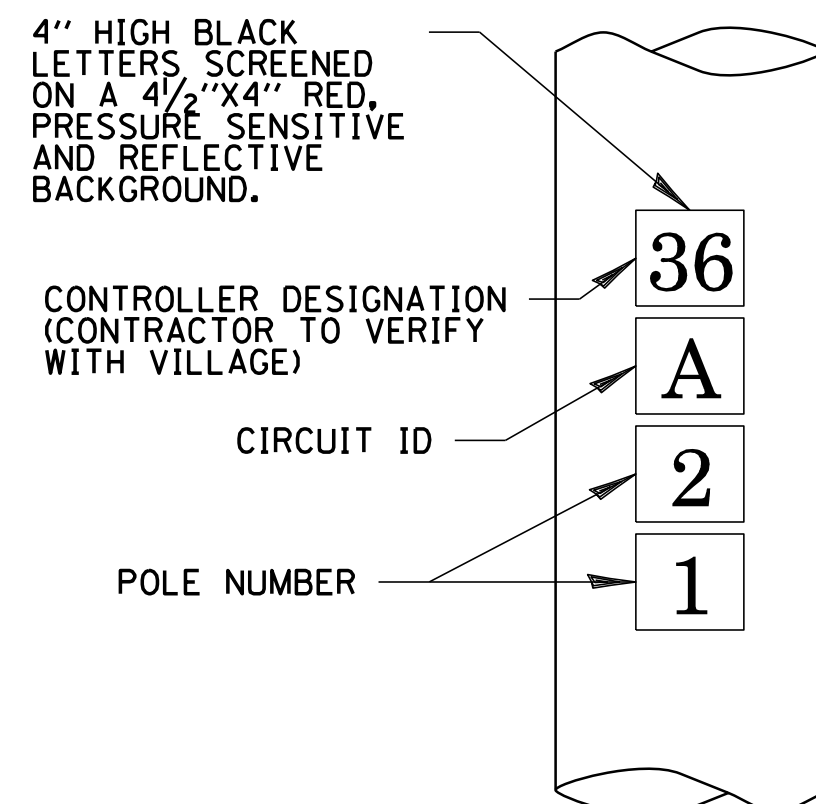 4" HIGH BLACK
LETTERS SCREENED
ON A 4½"X4" RED,
PRESSURE SENSITIVE
AND REFLECTIVE
BACKGROUND.
36
CONTROLLER DESIGNATION
(CONTRACTOR TO VERIFY
WITH VILLAGE)
A
CIRCUIT ID
2
POLE NUMBER
1